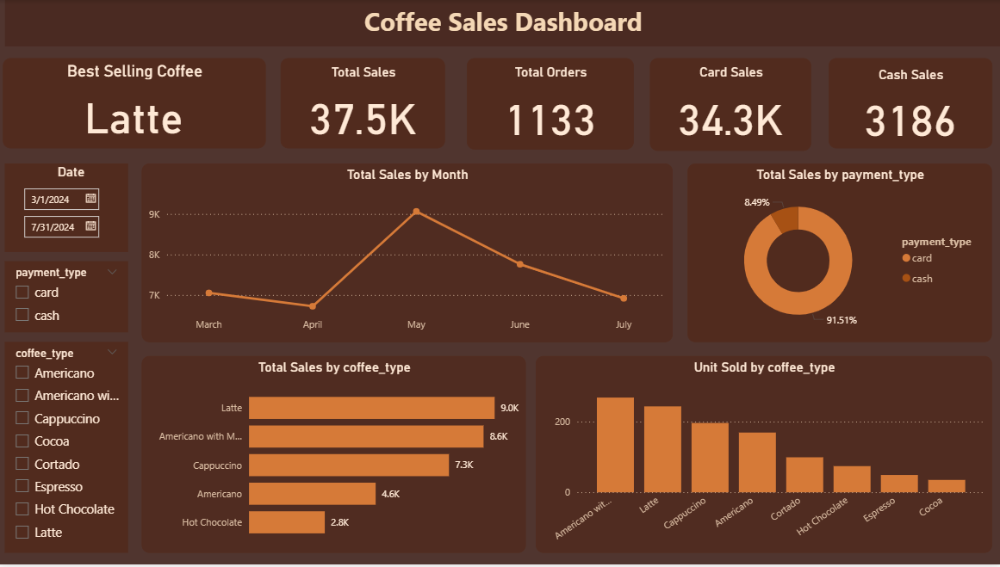 Coffee Sales Dashboard
Best Selling Coffee
Latte
Total Sales
37.5K
Total Orders
1133
Card Sales
34.3K
Cash Sales
3186
Date
3/1/2024
7/31/2024
payment_type
card
cash
coffee_type
Americano
Americano wi...
Cappuccino
Cocoa
Cortado
Espresso
Hot Chocolate
Latte
Total Sales by Month
9K
8K
7K
March April May June July
Total Sales by payment_type
8.49%
91.51%
payment_type
card
cash
Total Sales by coffee_type
Latte 9.0K
Americano with M... 8.6K
Cappuccino 7.3K
Americano 4.6K
Hot Chocolate 2.8K
Unit Sold by coffee_type
200
0
Americano wit... Latte Cappuccino Americano Cortado Hot Chocolate Espresso Cocoa